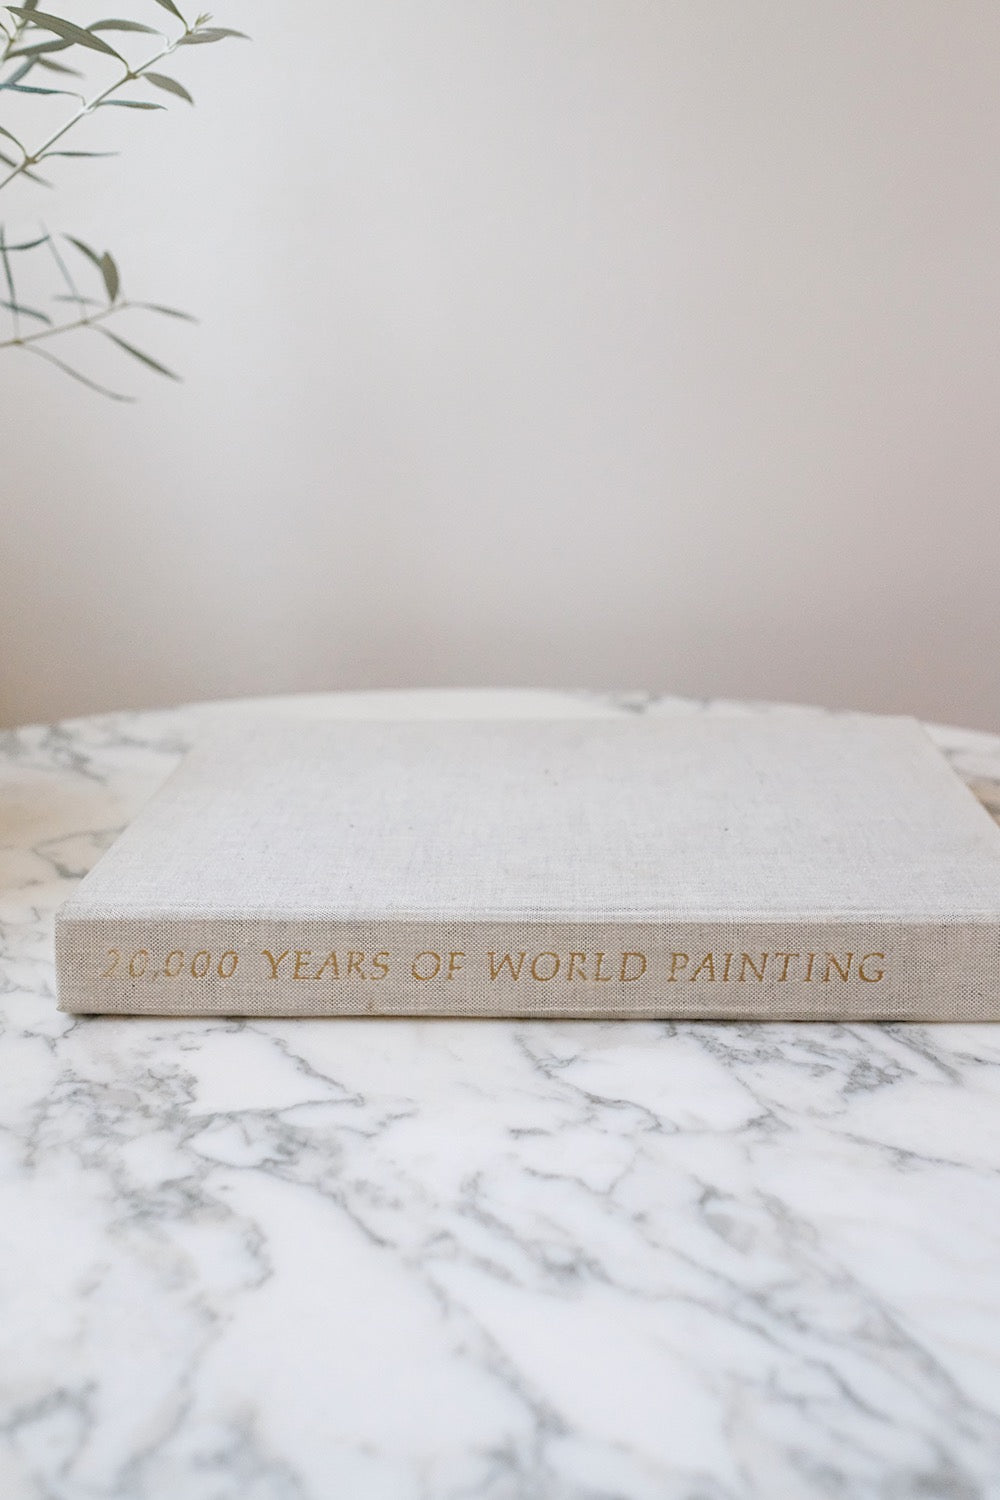 20,000 YEARS OF WORLD PAINTING